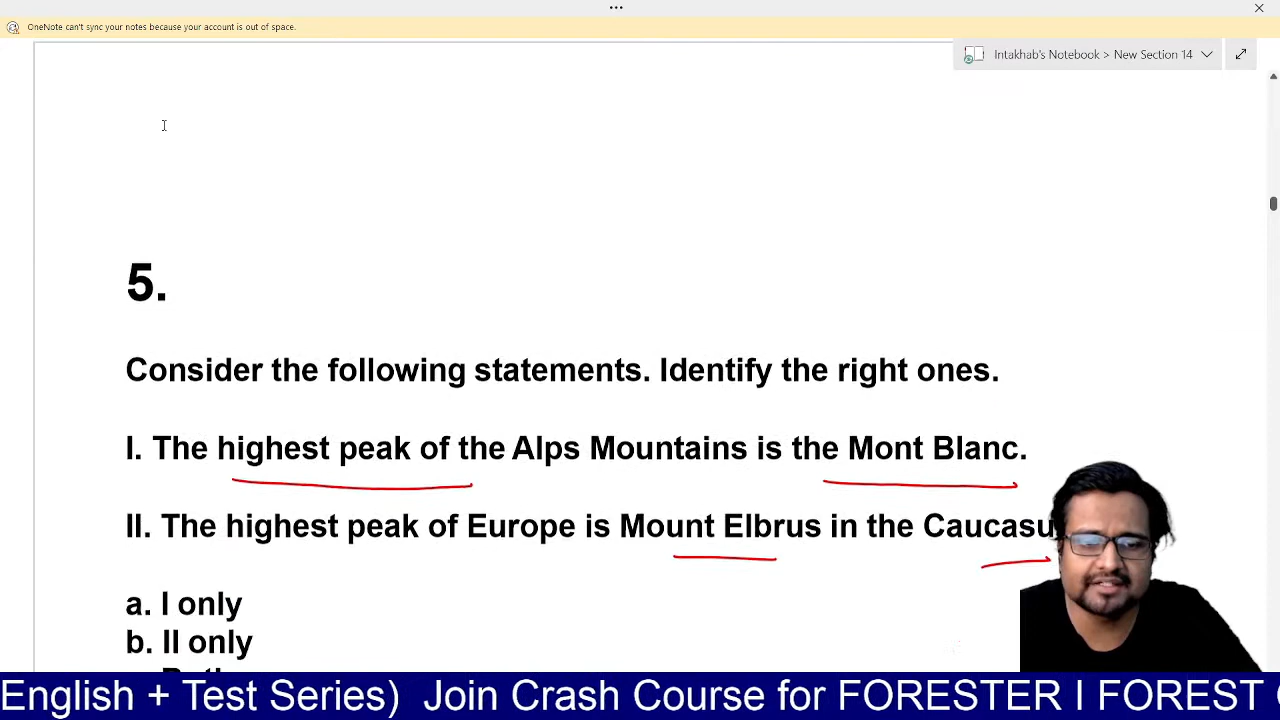 OneNote can't sync your notes because your account is out of space.
Intakhab's Notebook > New Section 14
5.
Consider the following statements. Identify the right ones.
I. The highest peak of the Alps Mountains is the Mont Blanc.
II. The highest peak of Europe is Mount Elbrus in the Caucasu
a. I only
b. II only
English + Test Series) Join Crash Course for FORESTER I FOREST